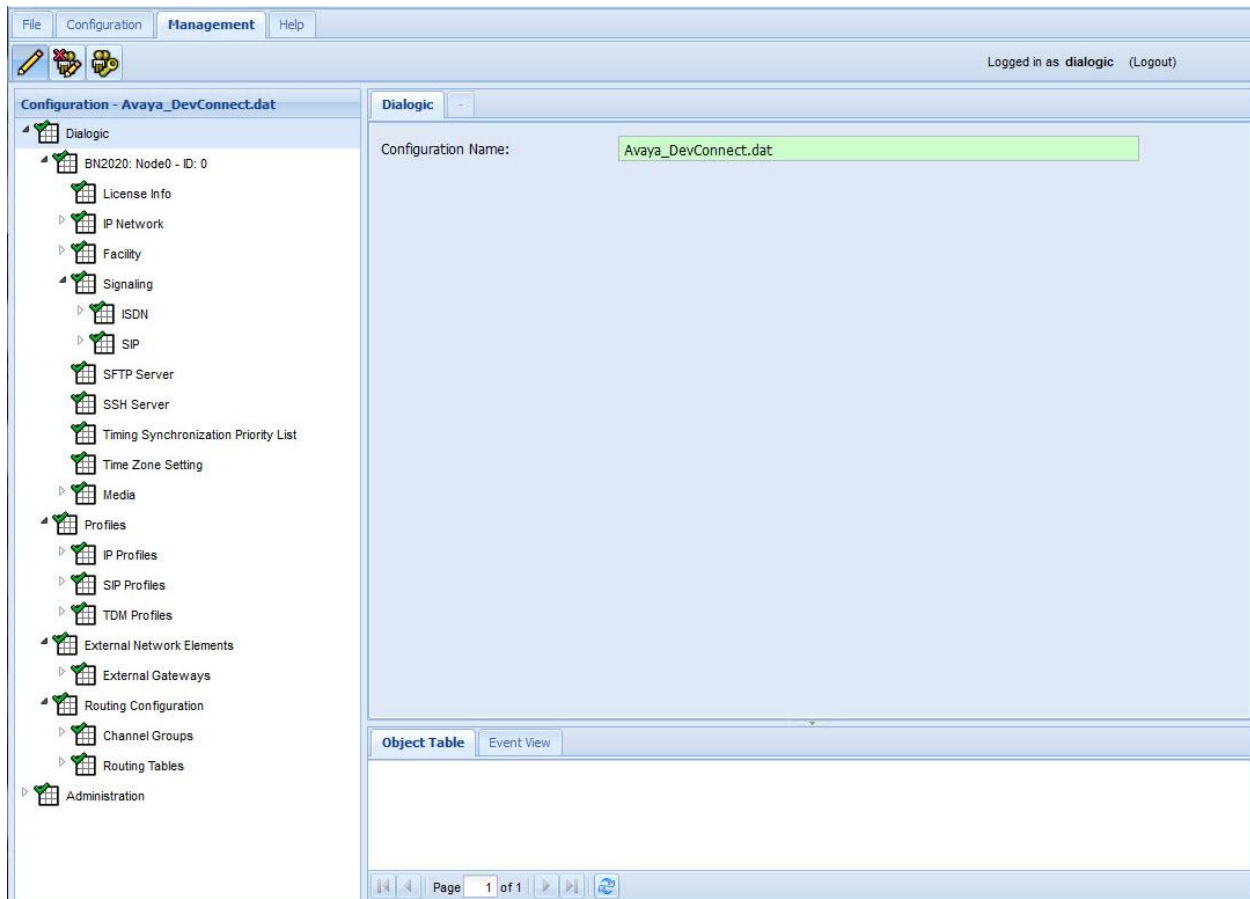 File Configuration Management Help
Logged in as dialogic (Logout)
Configuration - Avaya_DevConnect.dat
Dialogic
BN2020: Node0 - ID: 0
License Info
IP Network
Facility
Signaling
ISDN
SIP
SFTP Server
SSH Server
Timing Synchronization Priority List
Time Zone Setting
Media
Profiles
IP Profiles
SIP Profiles
TDM Profiles
External Network Elements
External Gateways
Routing Configuration
Channel Groups
Routing Tables
Administration
Dialogic -
Configuration Name: Avaya_DevConnect.dat
Object Table Event View
Page 1 of 1